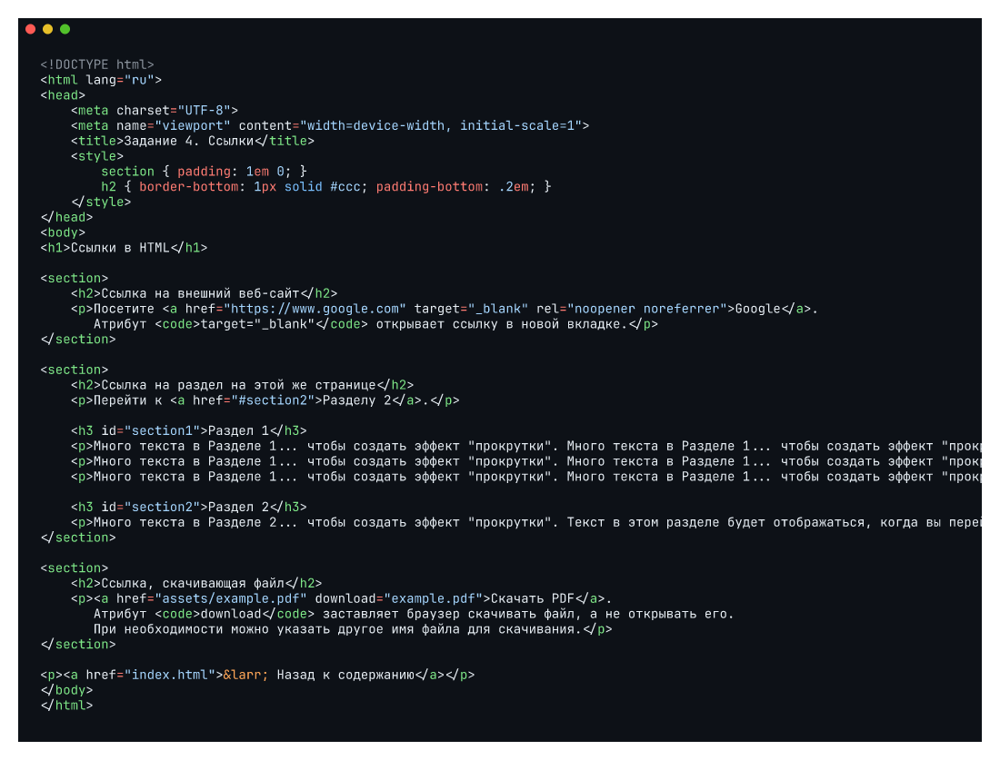 <!DOCTYPE html>
<html lang="ru">
<head>
    <meta charset="UTF-8">
    <meta name="viewport" content="width=device-width, initial-scale=1">
    <title>Задание 4. Ссылки</title>
    <style>
        section { padding: 1em 0; }
        h2 { border-bottom: 1px solid #ccc; padding-bottom: .2em; }
    </style>
</head>
<body>
<h1>Ссылки в HTML</h1>

<section>
    <h2>Ссылка на внешний веб-сайт</h2>
    <p>Посетите <a href="https://www.google.com" target="_blank" rel="noopener noreferrer">Google</a>.
       Атрибут <code>target="_blank"</code> открывает ссылку в новой вкладке.</p>
</section>

<section>
    <h2>Ссылка на раздел на этой же странице</h2>
    <p>Перейти к <a href="#section2">Разделу 2</a>.</p>

    <h3 id="section1">Раздел 1</h3>
    <p>Много текста в Разделе 1... чтобы создать эффект "прокрутки". Много текста в Разделе 1... чтобы создать эффект
    <p>Много текста в Разделе 1... чтобы создать эффект "прокрутки". Много текста в Разделе 1... чтобы создать эффект
    <p>Много текста в Разделе 1... чтобы создать эффект "прокрутки". Много текста в Разделе 1... чтобы создать эффект

    <h3 id="section2">Раздел 2</h3>
    <p>Много текста в Разделе 2... чтобы создать эффект "прокрутки". Текст в этом разделе будет отображаться, когда вы
</section>

<section>
    <h2>Ссылка, скачивающая файл</h2>
    <p><a href="assets/example.pdf" download="example.pdf">Скачать PDF</a>.
       Атрибут <code>download</code> заставляет браузер скачивать файл, а не открывать его.
       При необходимости можно указать другое имя файла для скачивания.</p>
</section>

<p><a href="index.html">&larr; Назад к содержанию</a></p>
</body>
</html>